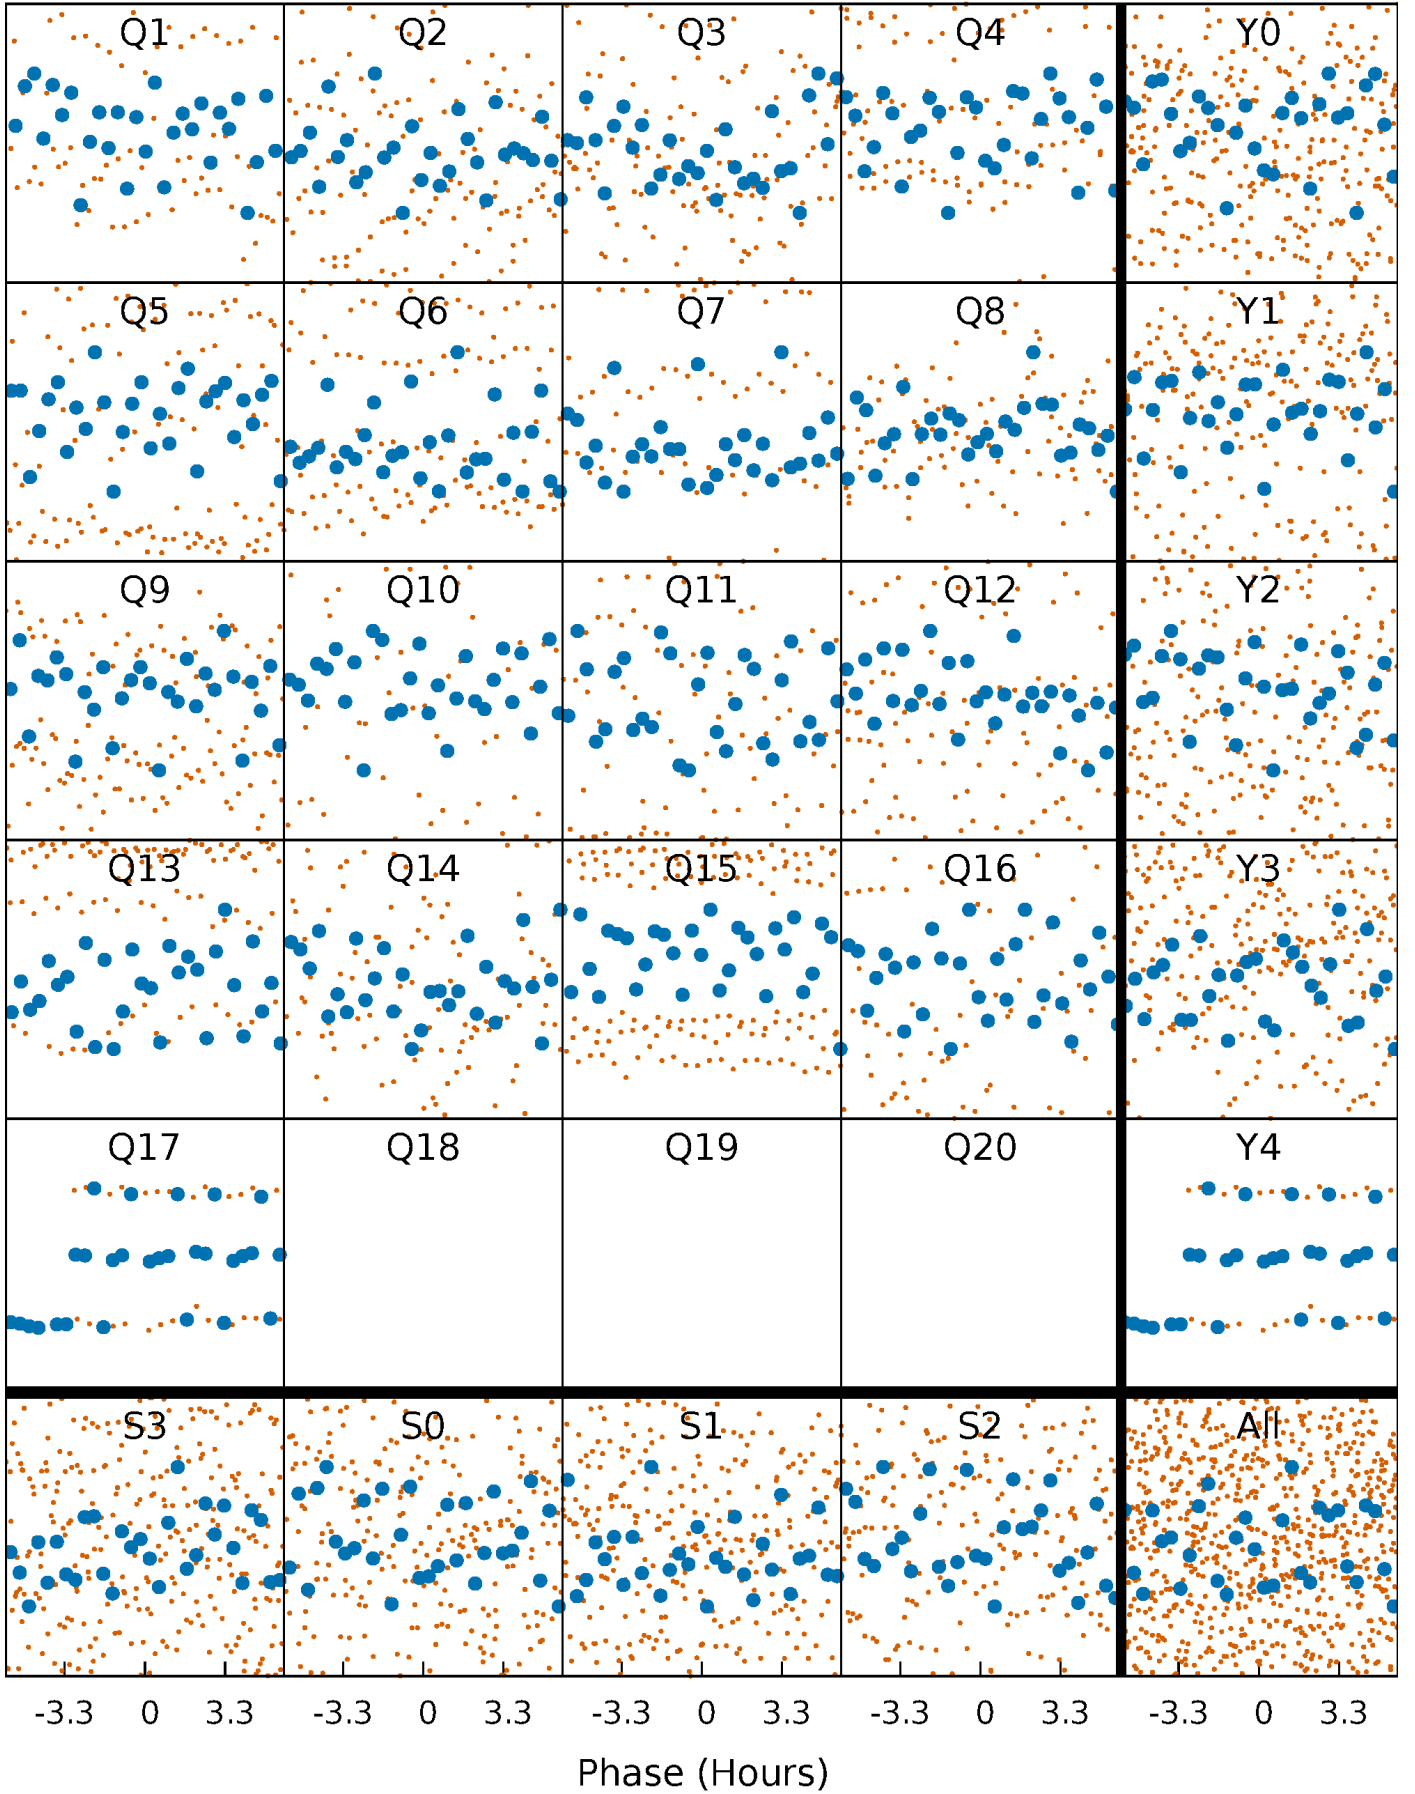 Q1 Q2 Q3 Q4 Y0
Q5 Q6 Q7 Q8 Y1
Q9 Q10 Q11 Q12 Y2
Q13 Q14 Q15 Q16 Y3
Q17 Q18 Q19 Q20 Y4
S3 S0 S1 S2 All
-3.3 0 3.3 -3.3 0 3.3 -3.3 0 3.3 -3.3 0 3.3 -3.3 0 3.3
Phase (Hours)